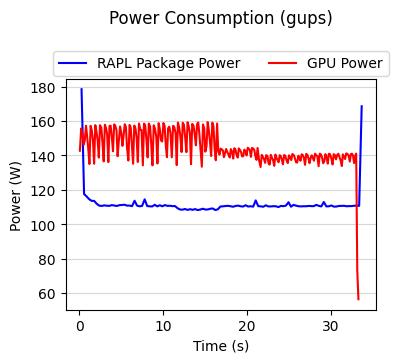 Power Consumption (gups)
RAPL Package Power GPU Power
180
160
140
120
100
80
60
Power (W)
0 10 20 30
Time (s)